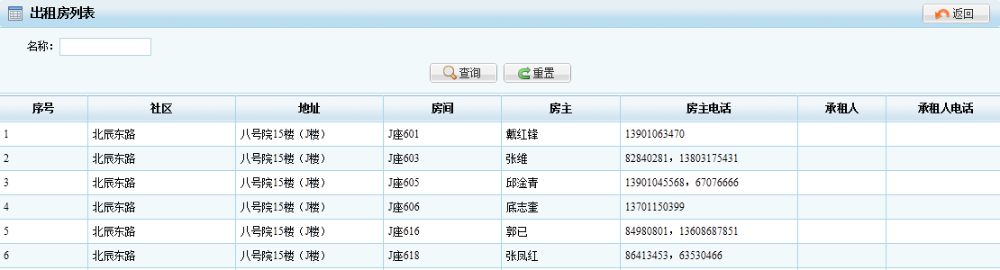 出租房列表 返回
名称：
查询 重置
序号 社区 地址 房间 房主 房主电话 承租人 承租人电话
1 北辰东路 八号院15楼（J楼） J座601 戴红锋 13901063470
2 北辰东路 八号院15楼（J楼） J座603 张维 82840281，13803175431
3 北辰东路 八号院15楼（J楼） J座605 邱淦青 13901045568，67076666
4 北辰东路 八号院15楼（J楼） J座606 底志奎 13701150399
5 北辰东路 八号院15楼（J楼） J座616 郭已 84980801，13608687851
6 北辰东路 八号院15楼（J楼） J座618 张凤红 86413453，63530466